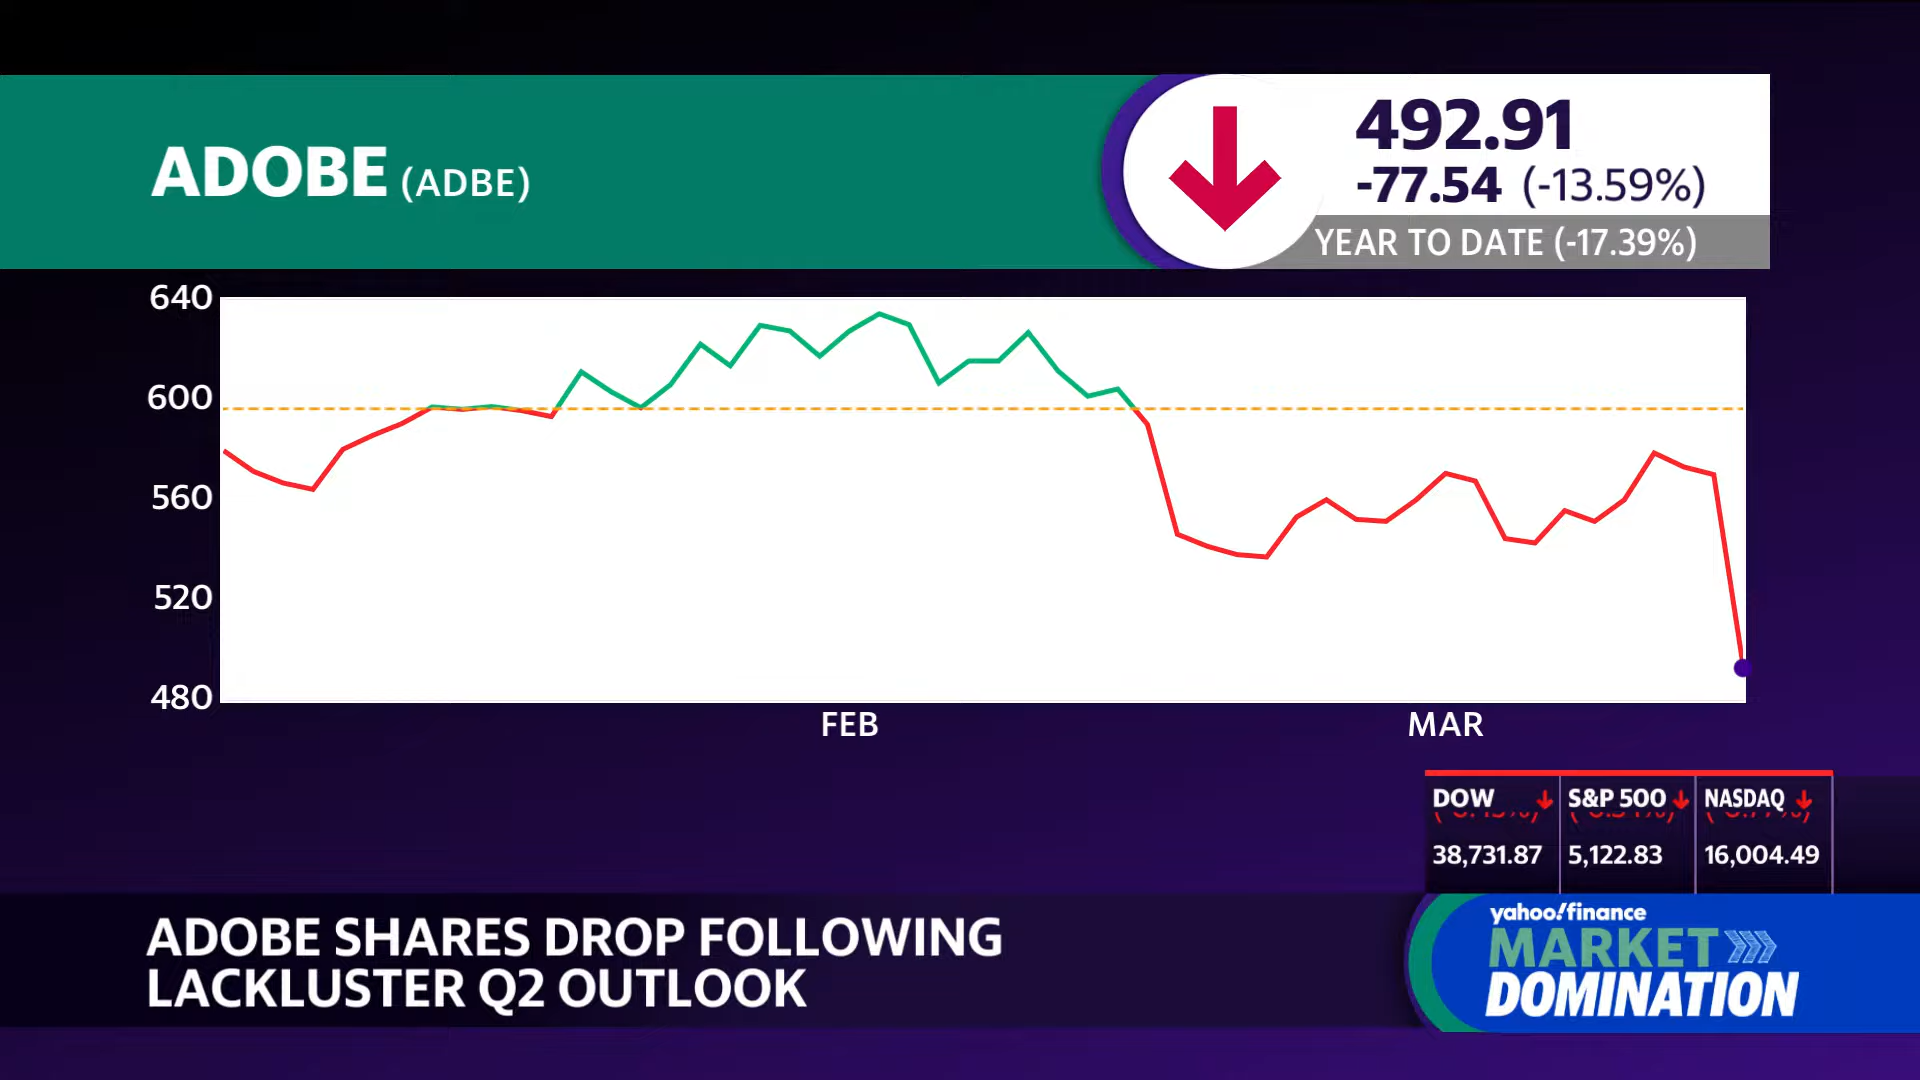 ADOBE (ADBE)
492.91
-77.54 (-13.59%)
YEAR TO DATE (-17.39%)
640
600
560
520
480
FEB
MAR
DOW S&P 500 NASDAQ
38,731.87 5,122.83 16,004.49
ADOBE SHARES DROP FOLLOWING
LACKLUSTER Q2 OUTLOOK
yahoo!finance
MARKET
DOMINATION